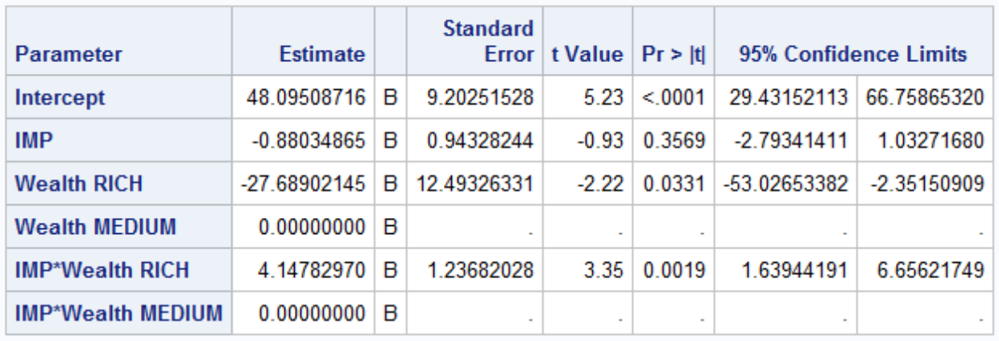 Parameter Estimate Standard Error t Value Pr > |t| 95% Confidence Limits
Intercept 48.09508716 B 9.20251528 5.23 <.0001 29.43152113 66.75865320
IMP -0.88034865 B 0.94328244 -0.93 0.3569 -2.79341411 1.03271680
Wealth RICH -27.68902145 B 12.49326331 -2.22 0.0331 -53.02653382 -2.35150909
Wealth MEDIUM 0.00000000 B . . . . .
IMP*Wealth RICH 4.14782970 B 1.23682028 3.35 0.0019 1.63944191 6.65621749
IMP*Wealth MEDIUM 0.00000000 B . . . . .